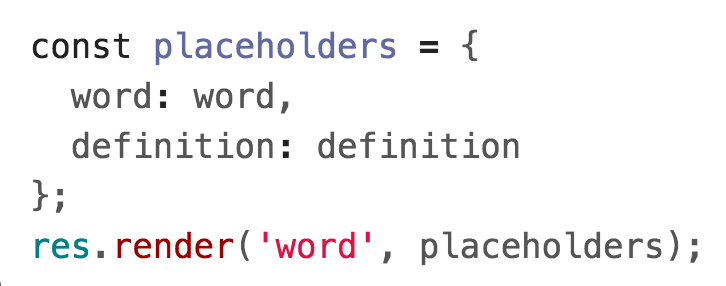 const placeholders = {
  word: word,
  definition: definition
};
res.render('word', placeholders);